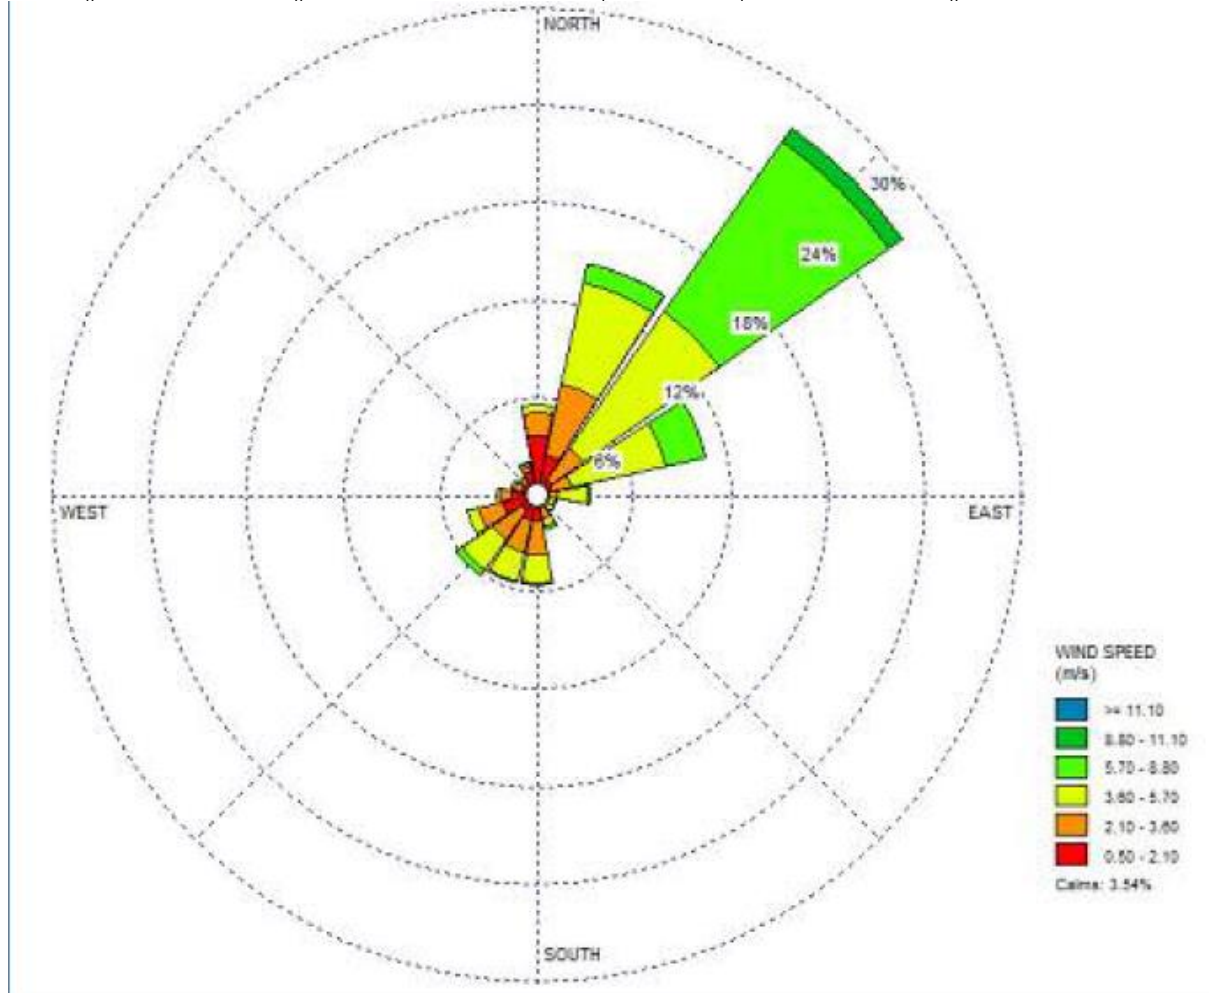 NORTH
30%
24%
18%
12%
6%
WEST
EAST
WIND SPEED
(m/s)
>= 11.10
8.80 - 11.10
5.70 - 8.80
3.60 - 5.70
2.10 - 3.60
0.50 - 2.10
Calms: 3.54%
SOUTH